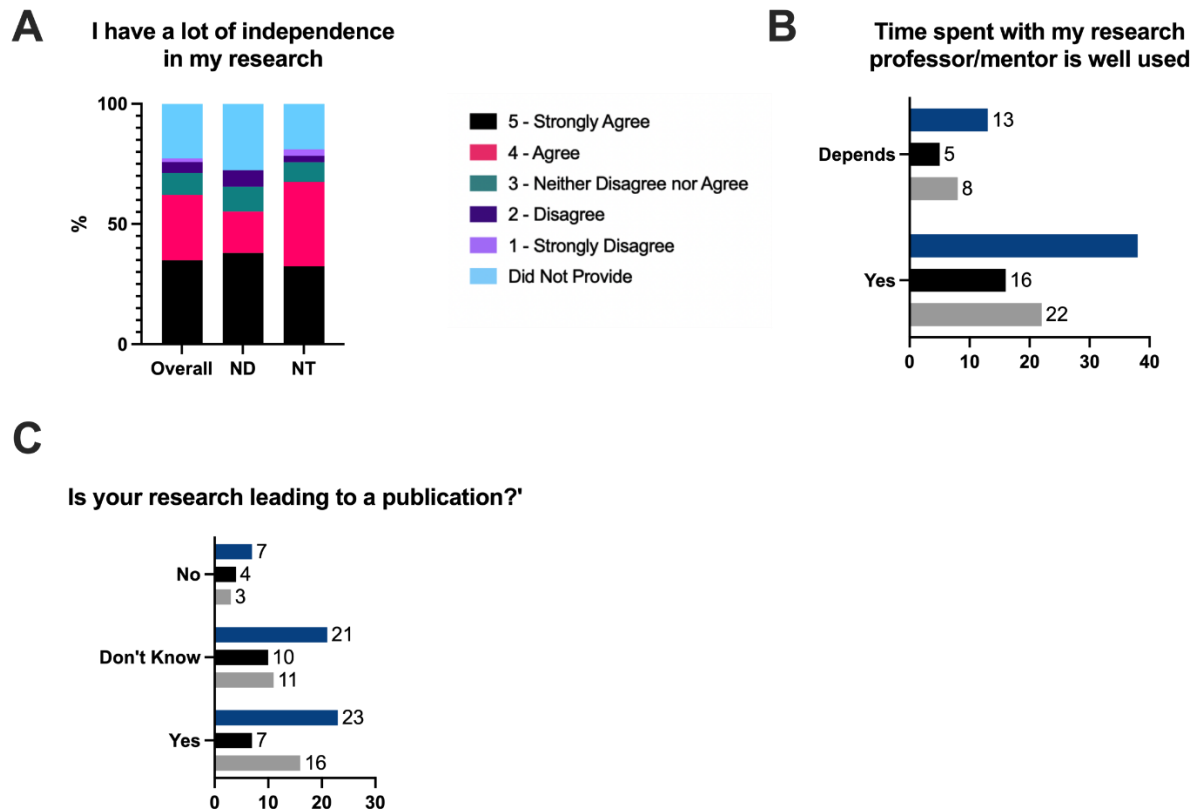 A
I have a lot of independence
in my research
100
50
0
%
Overall ND NT
5 - Strongly Agree
4 - Agree
3 - Neither Disagree nor Agree
2 - Disagree
1 - Strongly Disagree
Did Not Provide
B
Time spent with my research
professor/mentor is well used
13
Depends 5
8
Yes 16
22
0 10 20 30 40
C
Is your research leading to a publication?'
7
No 4
3
21
Don't Know 10
11
23
Yes 7
16
0 10 20 30